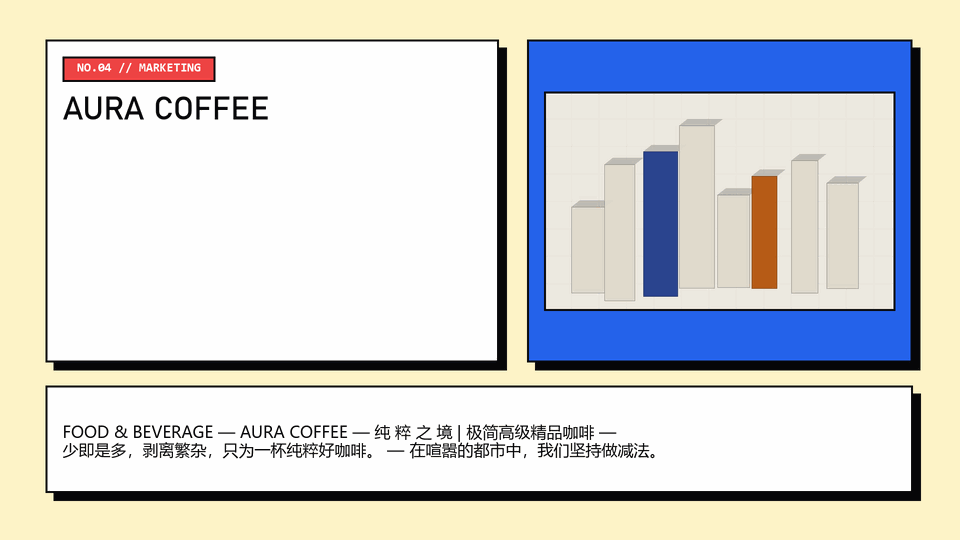 NO.04 // MARKETING
AURA COFFEE
FOOD & BEVERAGE — AURA COFFEE — 纯 粹 之 境 | 极简高级精品咖啡 —
少即是多，剥离繁杂，只为一杯纯粹好咖啡。 — 在喧嚣的都市中，我们坚持做减法。